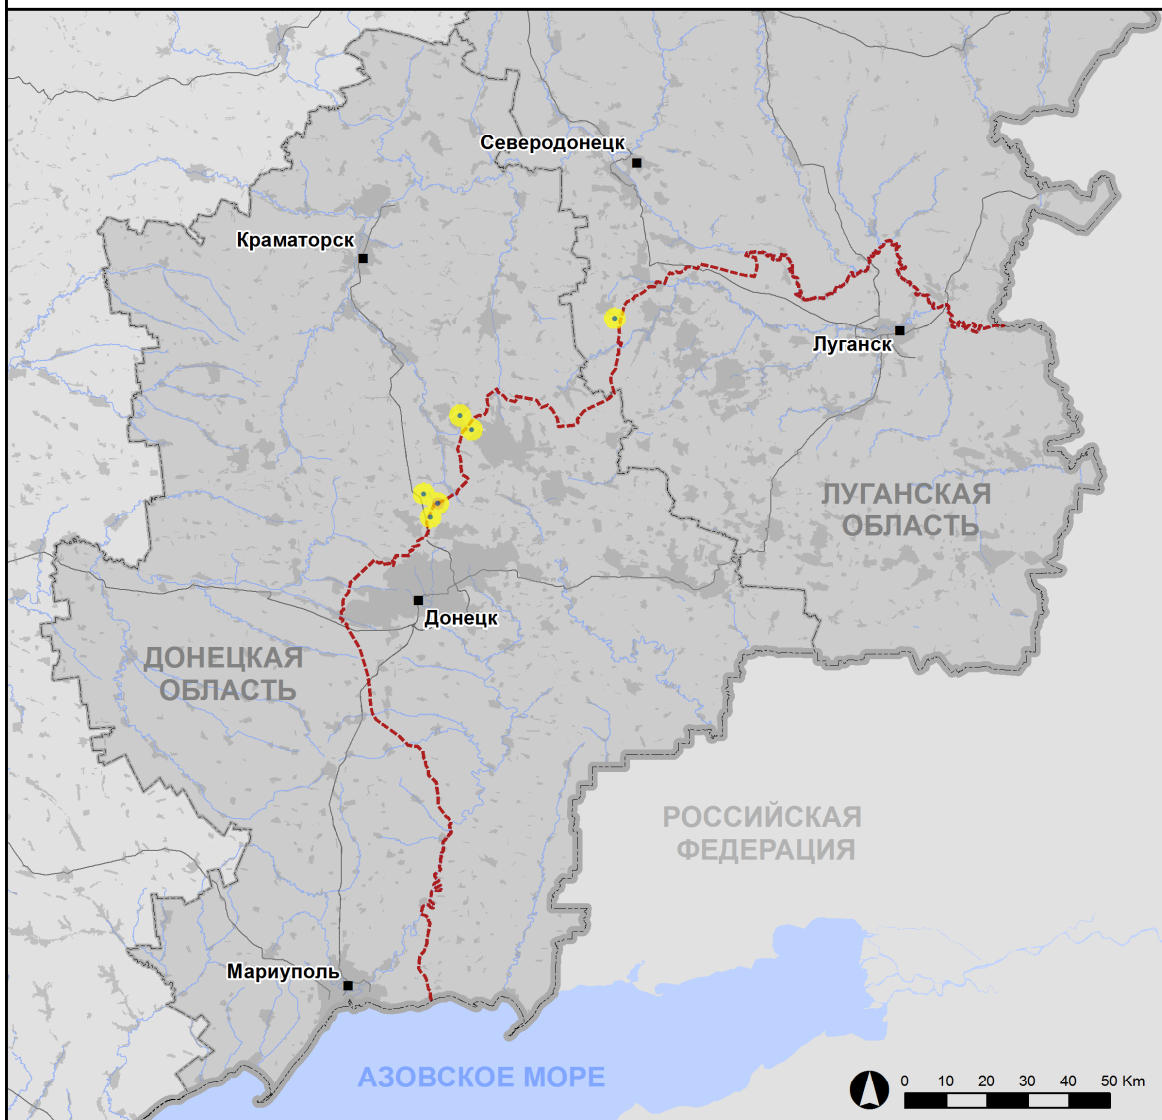 Северодонецк
Краматорск
Луганск
ЛУГАНСКАЯ
ОБЛАСТЬ
Донецк
ДОНЕЦКАЯ
ОБЛАСТЬ
РОССИЙСКАЯ
ФЕДЕРАЦИЯ
Мариуполь
АЗОВСКОЕ МОРЕ
0 10 20 30 40 50 Km